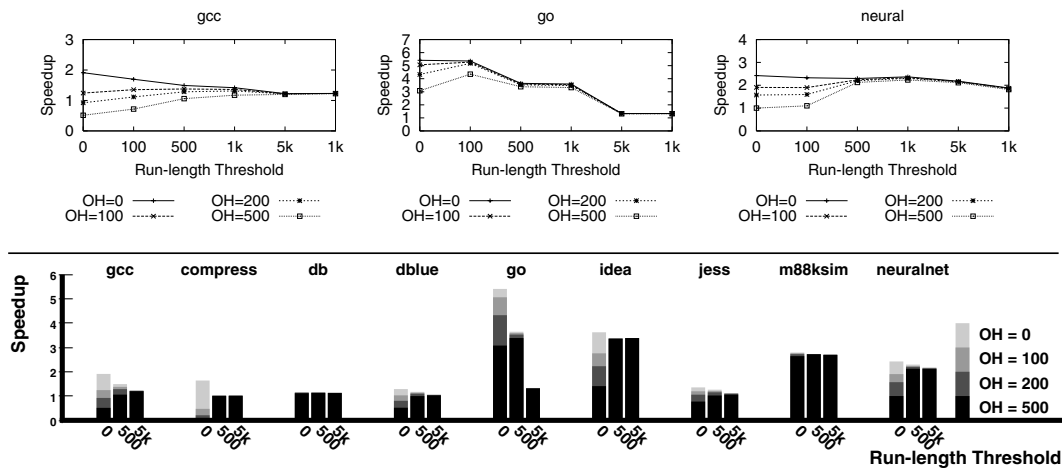 gcc
Speedup
3
2
1
0
0 100 500 1k 5k 1k
Run-length Threshold
OH=0 OH=200
OH=100 OH=500
go
Speedup
7
6
5
4
3
2
1
0
0 100 500 1k 5k 1k
Run-length Threshold
OH=0 OH=200
OH=100 OH=500
neural
Speedup
4
3
2
1
0
0 100 500 1k 5k 1k
Run-length Threshold
OH=0 OH=200
OH=100 OH=500
gcc compress db dblue go idea jess m88ksim neuralnet
Speedup
6
5
4
3
2
1
0
OH = 0
OH = 100
OH = 200
OH = 500
0 500 5k 0 500 5k 0 500 5k 0 500 5k 0 500 5k 0 500 5k 0 500 5k 0 500 5k 0 500 5k
Run-length Threshold